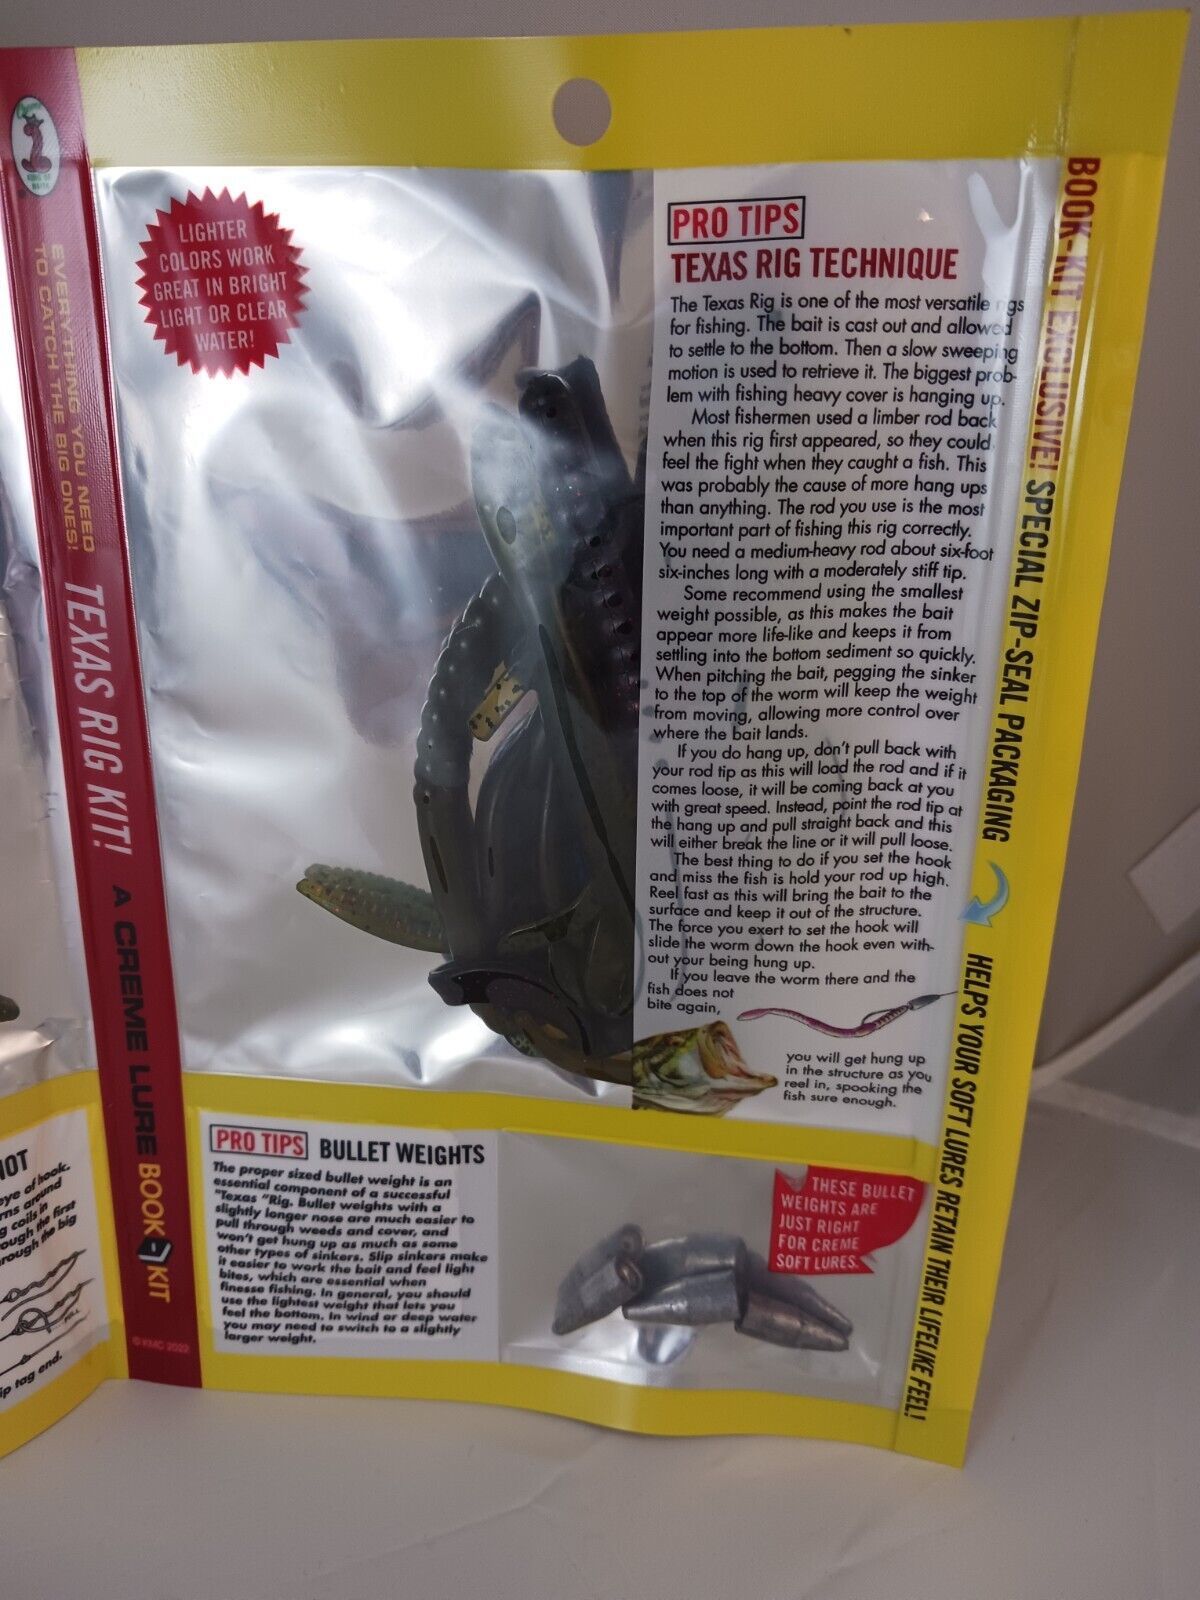 Creme
KING OF
BAITS
EVERYTHING YOU NEED
TO CATCH THE BIG ONES!
TEXAS RIG KIT!
A CREME LURE BOOK-KIT
© KMC 2022
LIGHTER
COLORS WORK
GREAT IN BRIGHT
LIGHT OR CLEAR
WATER!
PRO TIPS
TEXAS RIG TECHNIQUE
The Texas Rig is one of the most versatile rigs
for fishing. The bait is cast out and allowed
to settle to the bottom. Then a slow sweeping
motion is used to retrieve it. The biggest prob-
lem with fishing heavy cover is hanging up.
Most fishermen used a limber rod back
when this rig first appeared, so they could
feel the fight when they caught a fish. This
was probably the cause of more hang ups
than anything. The rod you use is the most
important part of fishing this rig correctly.
You need a medium-heavy rod about six-foot
six-inches long with a moderately stiff tip.
Some recommend using the smallest
weight possible, as this makes the bait
appear more life-like and keeps it from
settling into the bottom sediment so quickly.
When pitching the bait, pegging the sinker
to the top of the worm will keep the weight
from moving, allowing more control over
where the bait lands.
If you do hang up, don't pull back with
your rod tip as this will load the rod and if it
comes loose, it will be coming back at you
with great speed. Instead, point the rod tip at
the hang up and pull straight back and this
will either break the line or it will pull loose.
The best thing to do if you set the hook
and miss the fish is hold your rod up high.
Reel fast as this will bring the bait to the
surface and keep it out of the structure.
The force you exert to set the hook will
slide the worm down the hook even with-
out your being hung up.
If you leave the worm there and the
fish does not
bite again,
you will get hung up
in the structure as you
reel in, spooking the
fish sure enough.
BOOK-KIT EXCLUSIVE! SPECIAL ZIP-SEAL PACKAGING
HELPS YOUR SOFT LURES RETAIN THEIR LIFELIKE FEEL!
PRO TIPS BULLET WEIGHTS
The proper sized bullet weight is an
essential component of a successful
"Texas "Rig. Bullet weights with a
slightly longer nose are much easier to
pull through weeds and cover, and
won't get hung up as much as some
other types of sinkers. Slip sinkers make
it easier to work the bait and feel light
bites, which are essential when
finesse fishing. In general, you should
use the lightest weight that lets you
feel the bottom. In wind or deep water
you may need to switch to a slightly
larger weight.
THESE BULLET
WEIGHTS ARE
JUST RIGHT
FOR CREME
SOFT LURES.
eye of hook.
around
coils in
the first
the big
PULL
tag end.